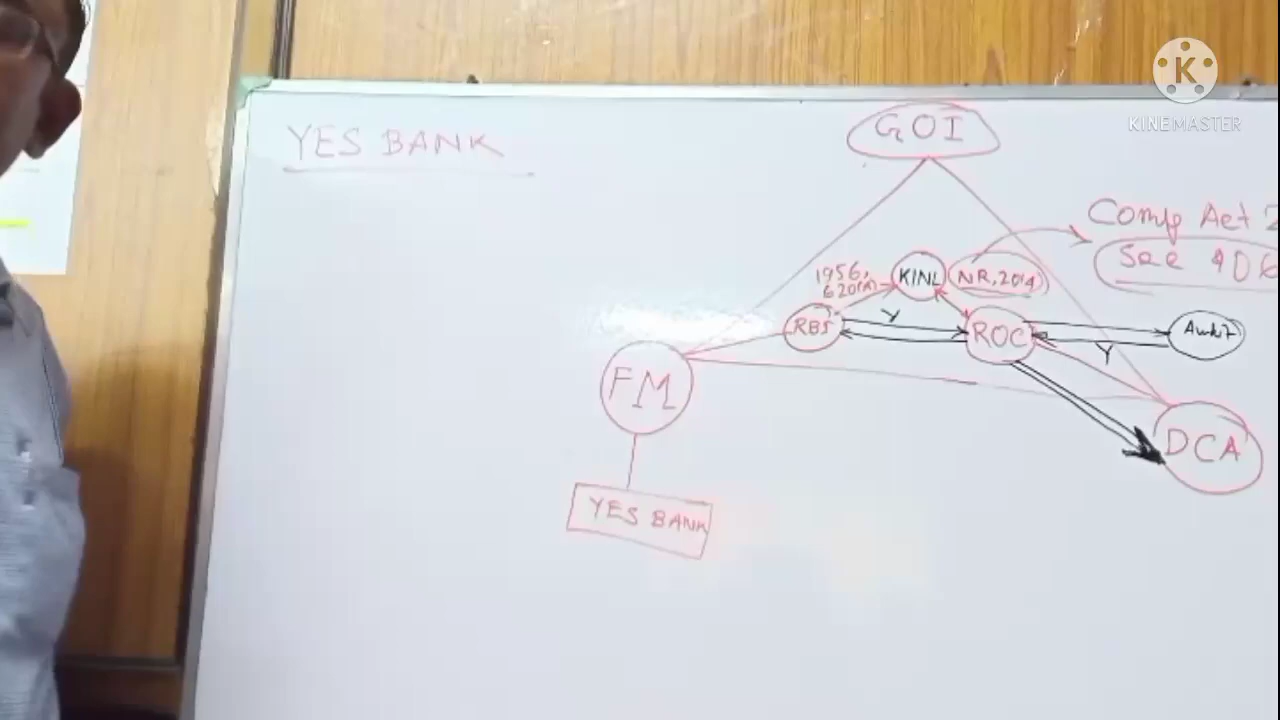 KINEMASTER
YES BANK
GOI
Comp Act 2
Sec 406
1956,
620(A)
KINL
NR, 2014
RBI
Y
ROC
Audit
Y
FM
DCA
YES BANK